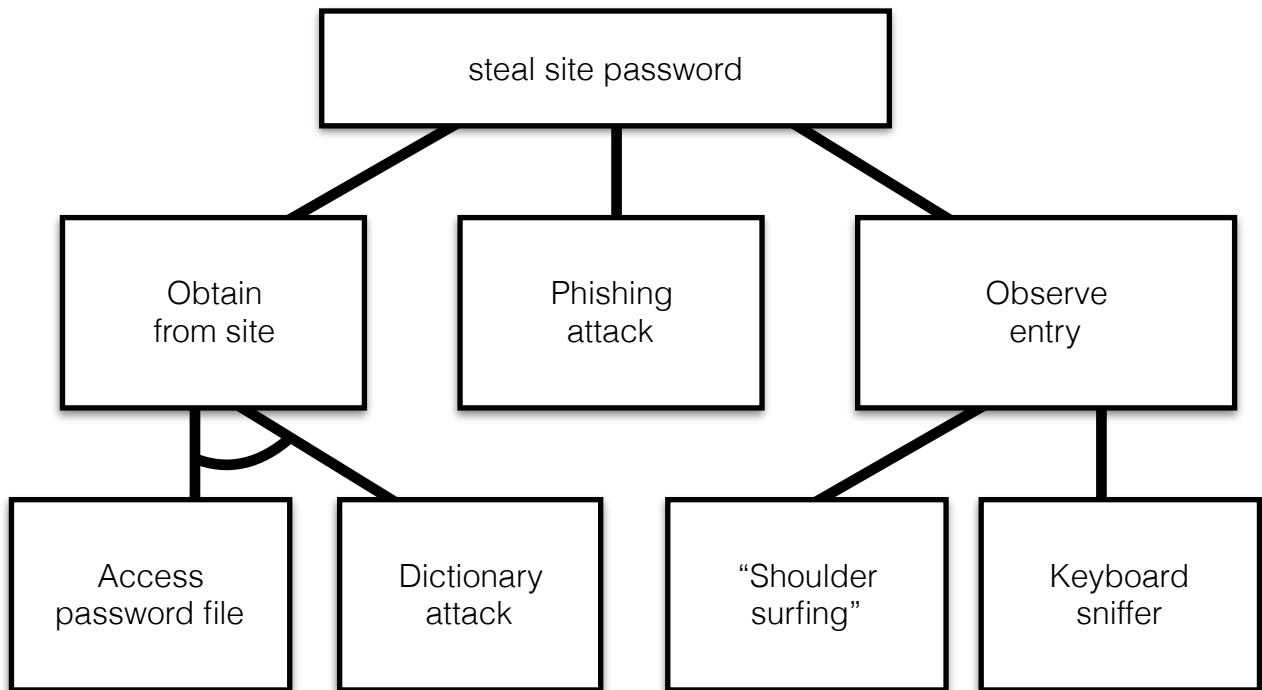 steal site password
Obtain
from site
Phishing
attack
Observe
entry
Access
password file
Dictionary
attack
“Shoulder
surfing”
Keyboard
sniffer